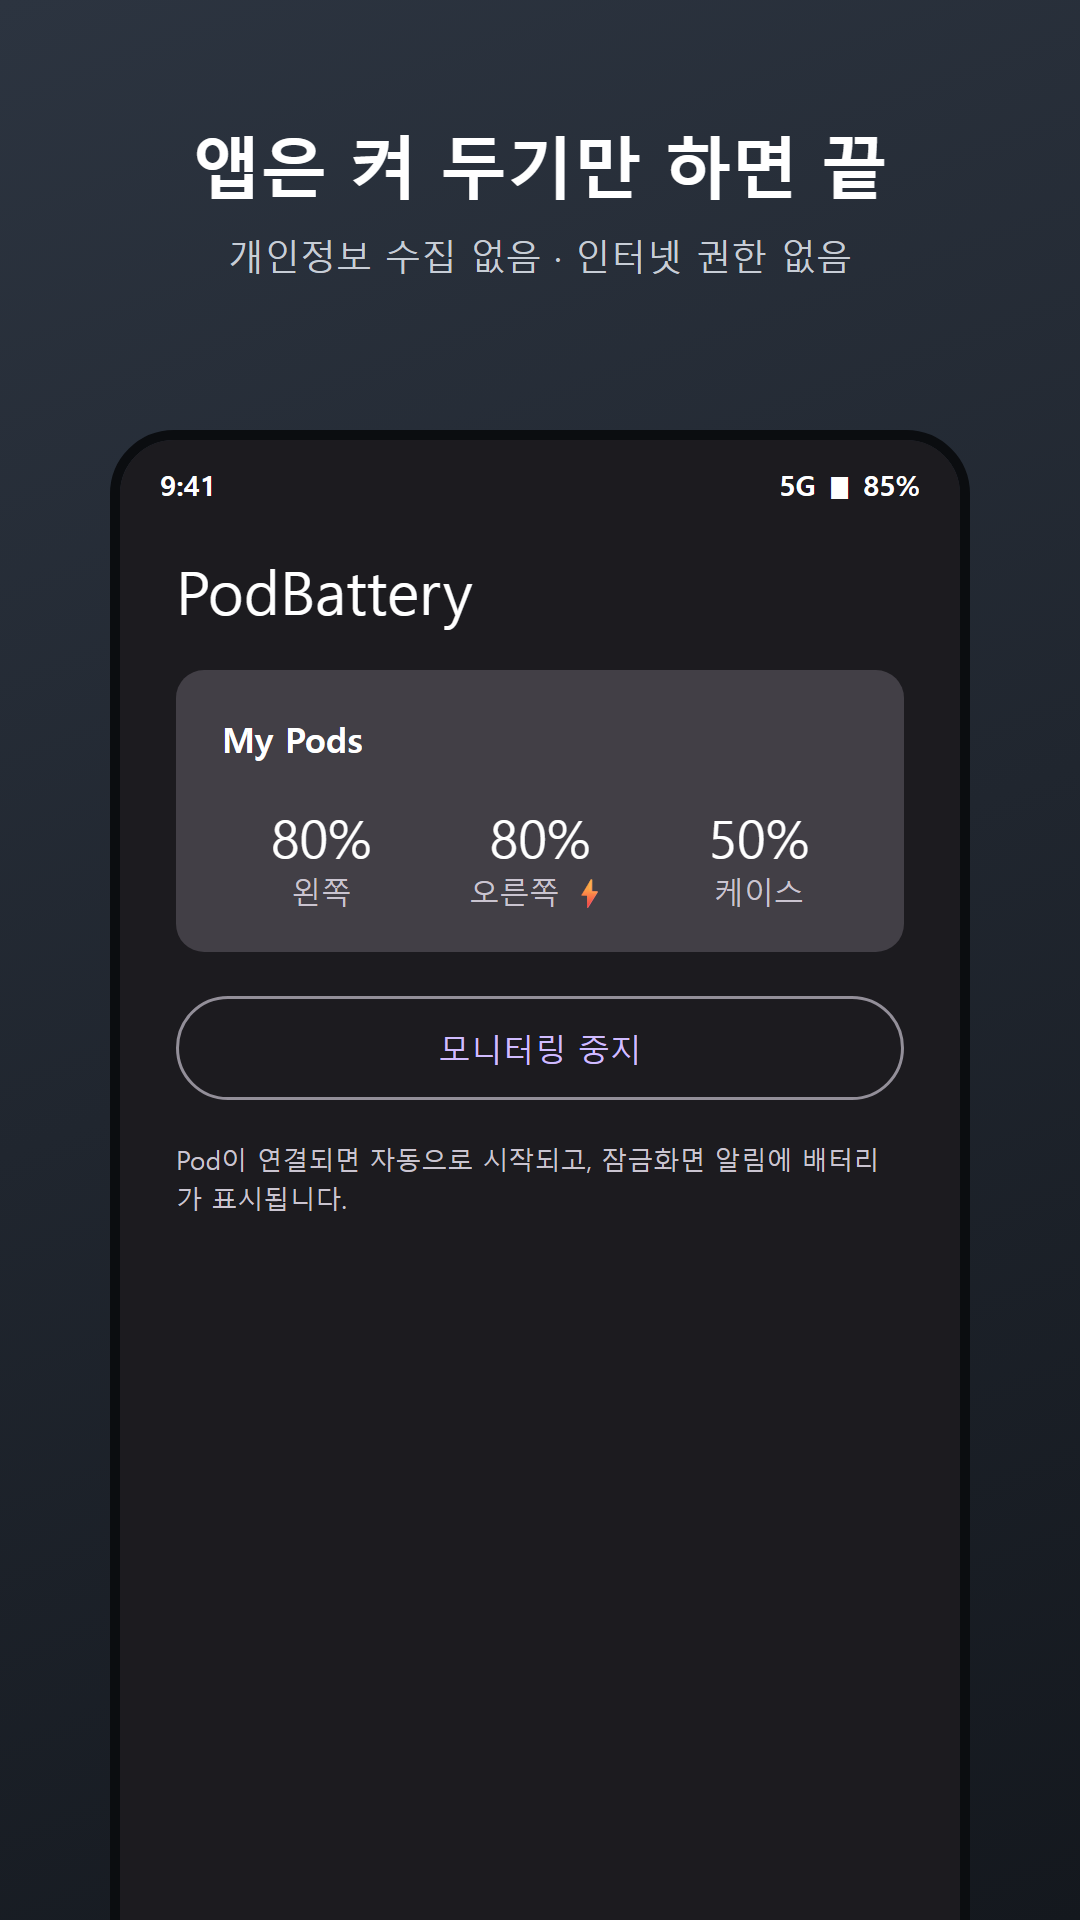 앱은 켜 두기만 하면 끝
개인정보 수집 없음 · 인터넷 권한 없음
9:41 5G 85%
PodBattery
My Pods
80% 80% 50%
왼쪽 오른쪽 ⚡ 케이스
모니터링 중지
Pod이 연결되면 자동으로 시작되고, 잠금화면 알림에 배터리
가 표시됩니다.